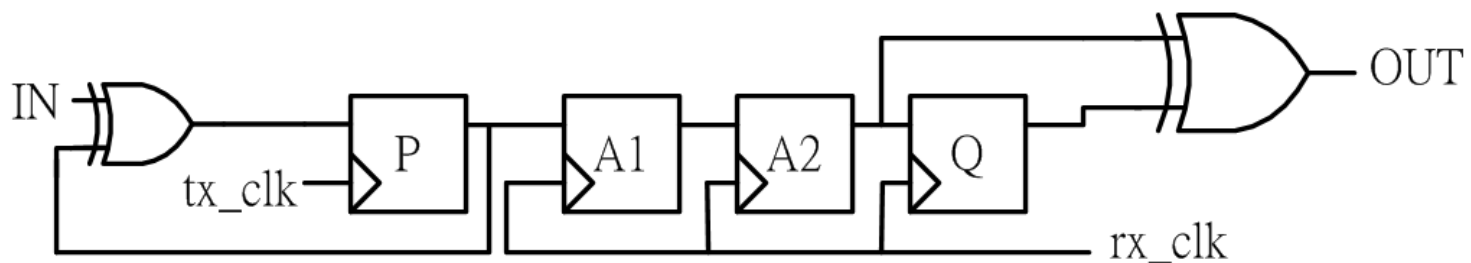 IN
P
A1
A2
Q
OUT
tx_clk
rx_clk